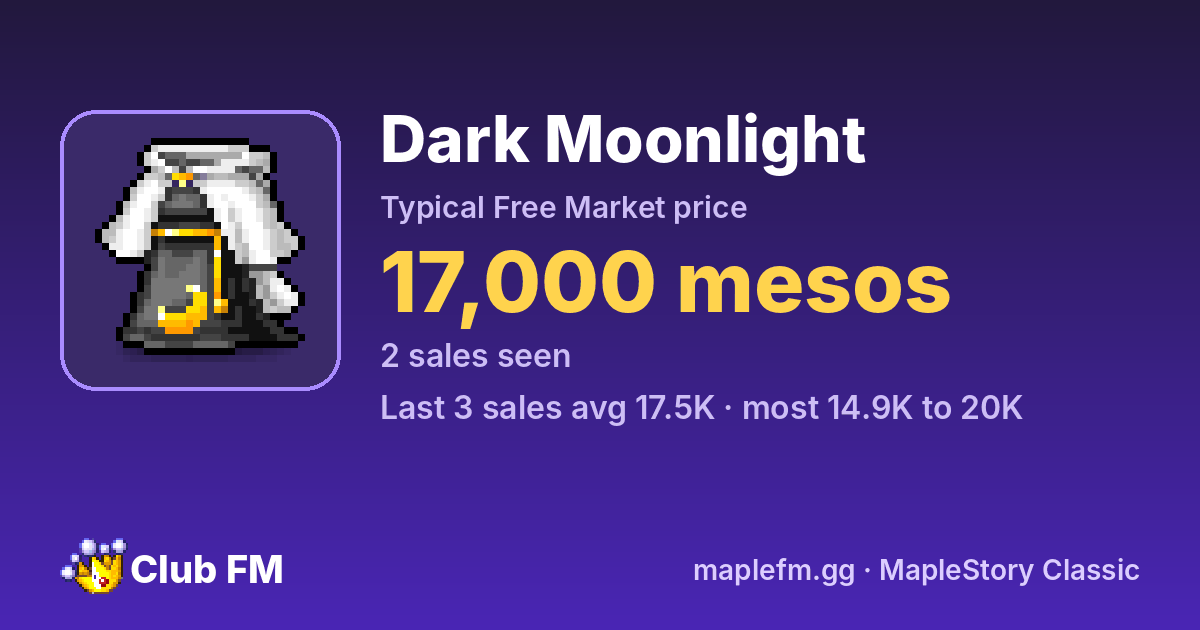 Dark Moonlight
Typical Free Market price
17,000 mesos
2 sales seen
Last 3 sales avg 17.5K · most 14.9K to 20K
Club FM
maplefm.gg · MapleStory Classic